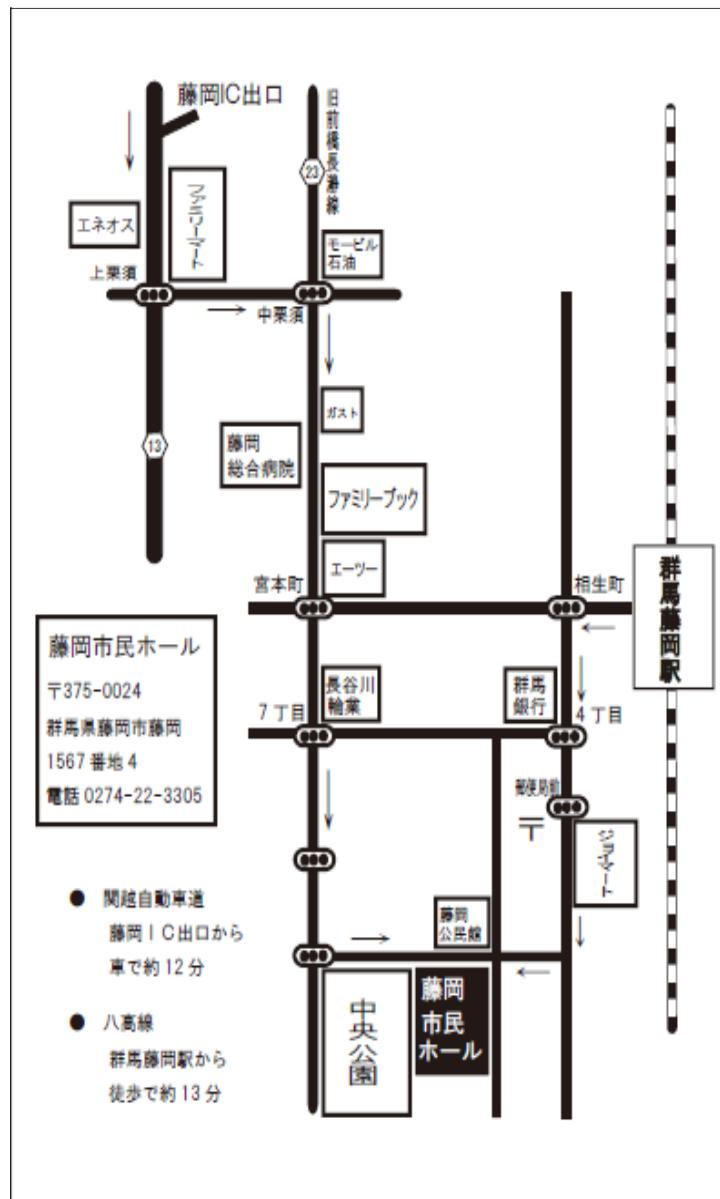 藤岡IC出口
旧前橋長瀞線
23
エネオス
ファミリーマート
モービル
石油
上栗須
中栗須
ガスト
13
藤岡
総合病院
ファミリーブック
エーツー
宮本町
相生町
群馬藤岡駅
藤岡市民ホール
〒375-0024
群馬県藤岡市藤岡
1567番地4
電話0274-22-3305
長谷川
輪業
群馬
銀行
7丁目
4丁目
郵便局前
〒
ジョイマート
● 関越自動車道
藤岡IC出口から
車で約12分
藤岡
公民館
中央公園
藤岡
市民
ホール
● 八高線
群馬藤岡駅から
徒歩で約13分